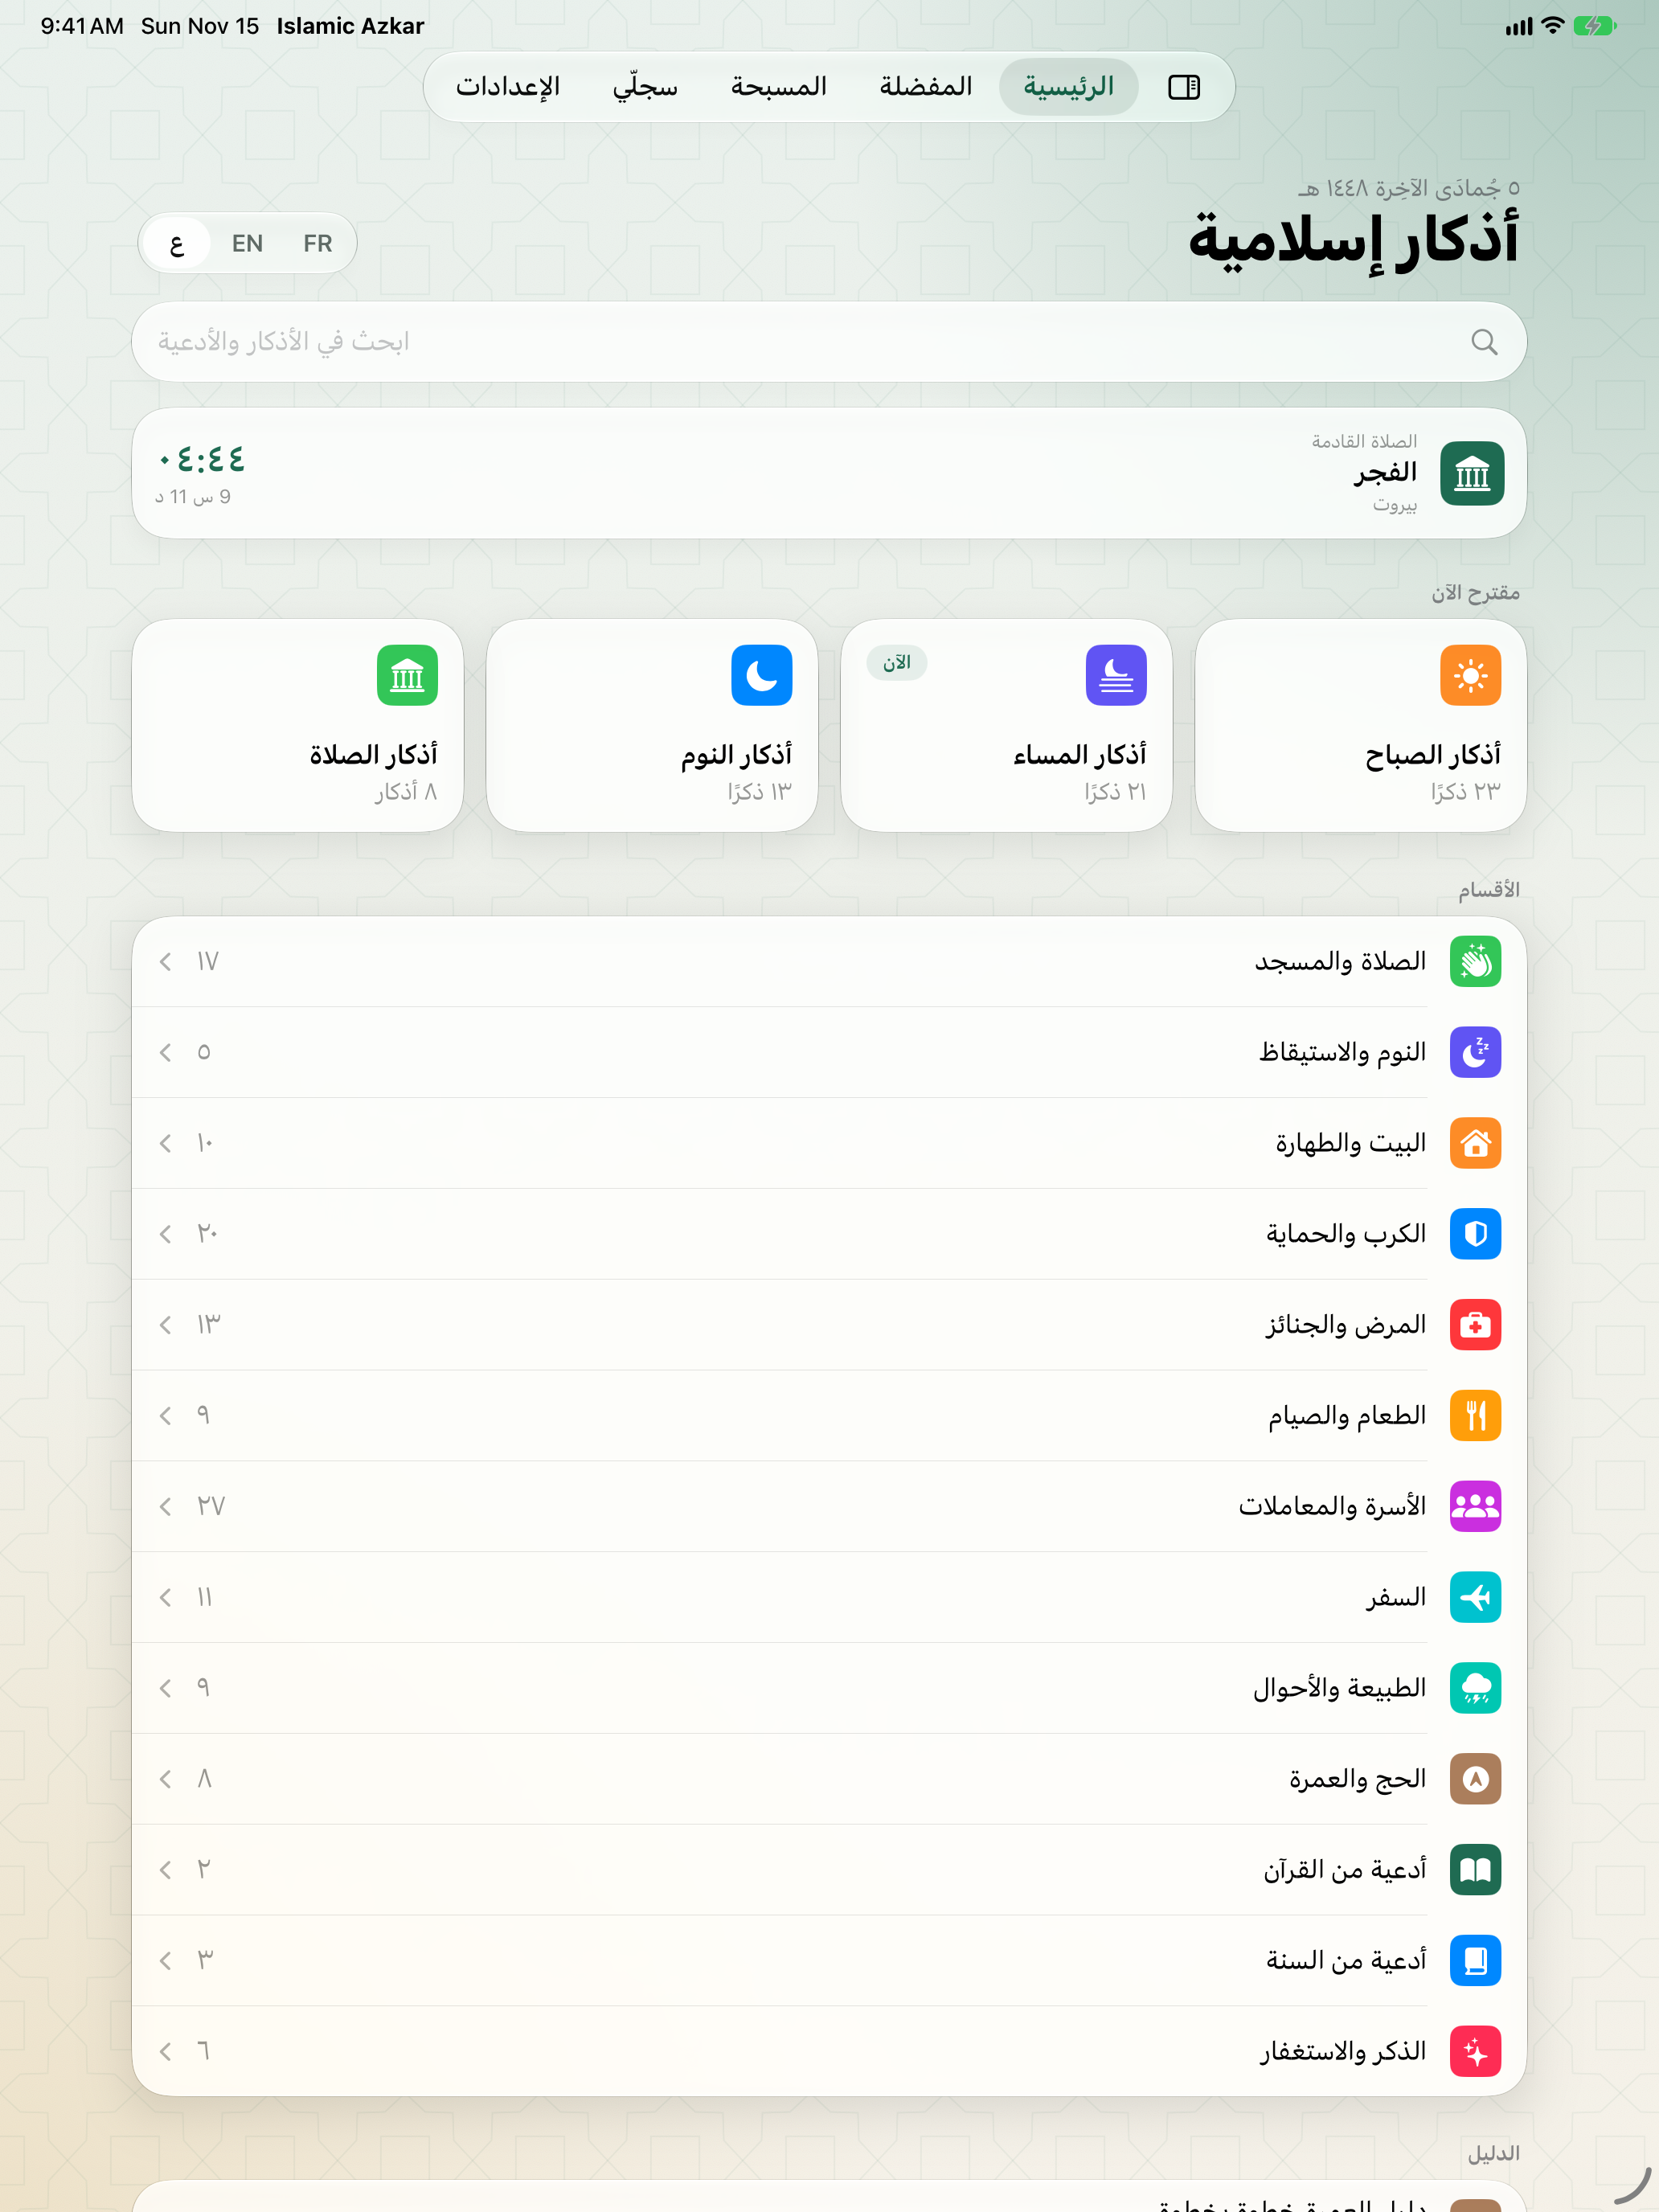 9:41 AM Sun Nov 15 Islamic Azkar
الرئيسية المفضلة المسبحة سجلّي الإعدادات
٥ جُمادَى الآخِرة ١٤٤٨ هـ
أذكار إسلامية
ع EN FR
ابحث في الأذكار والأدعية
الصلاة القادمة
الفجر
بيروت
٠٤:٤٤
9 س 11 د
مقترح الآن
أذكار الصباح
٢٣ ذكرًا
الآن
أذكار المساء
٢١ ذكرًا
أذكار النوم
١٣ ذكرًا
أذكار الصلاة
٨ أذكار
الأقسام
الصلاة والمسجد ١٧
النوم والاستيقاظ ٥
البيت والطهارة ١٠
الكرب والحماية ٢٠
المرض والجنائز ١٣
الطعام والصيام ٩
الأسرة والمعاملات ٢٧
السفر ١١
الطبيعة والأحوال ٩
الحج والعمرة ٨
أدعية من القرآن ٢
أدعية من السنة ٣
الذكر والاستغفار ٦
الدليل
دليل العمرة خطوة بخطوة